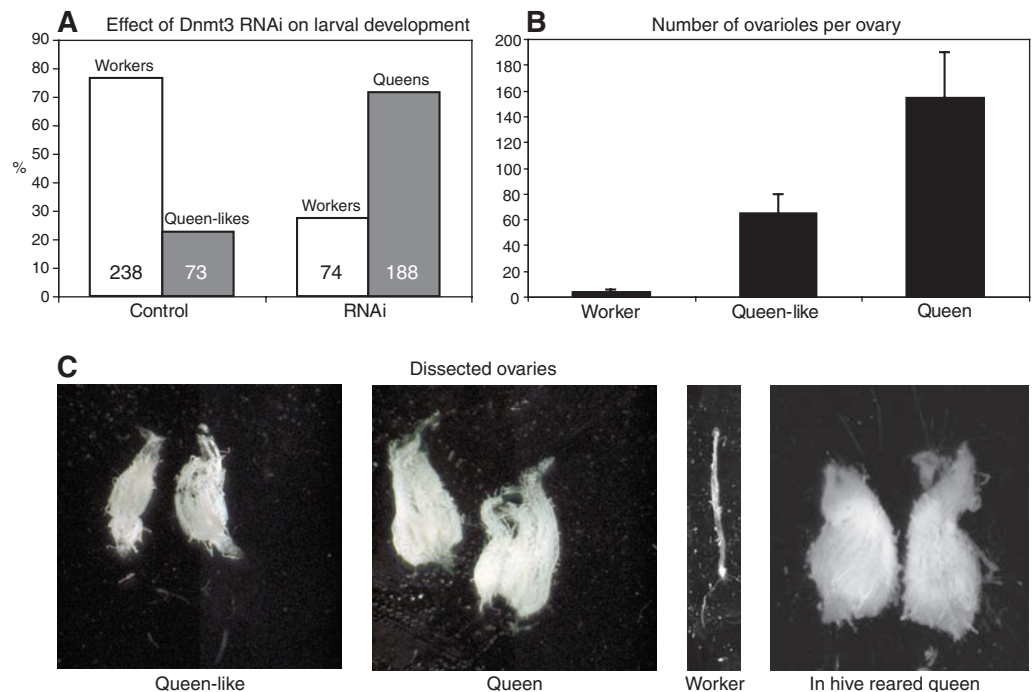 A Effect of Dnmt3 RNAi on larval development
90
80
70
60
50
40
30
20
10
0
%
Workers
238
Queen-likes
73
Workers
74
Queens
188
Control RNAi
B Number of ovarioles per ovary
200
180
160
140
120
100
80
60
40
20
0
Worker Queen-like Queen
C Dissected ovaries
Queen-like Queen Worker In hive reared queen